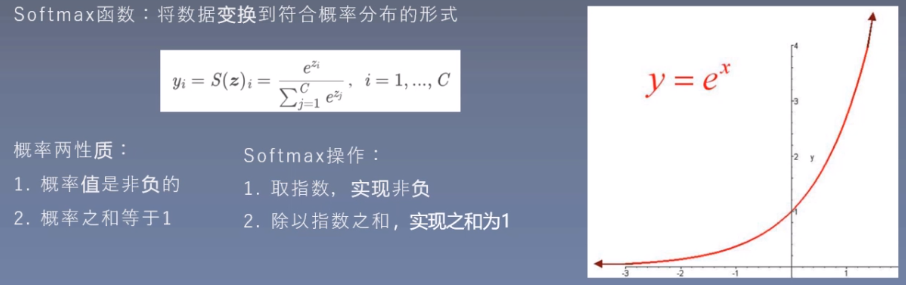 Softmax函数：将数据变换到符合概率分布的形式
y_i = S(z)_i = \frac{e^{z_i}}{\sum_{j=1}^{C} e^{z_j}}, i = 1, ..., C
概率两性质：
1. 概率值是非负的
2. 概率之和等于1
Softmax操作：
1. 取指数，实现非负
2. 除以指数之和，实现之和为1
y = e^x
4
3
2 y
1
-3 -2 -1 1